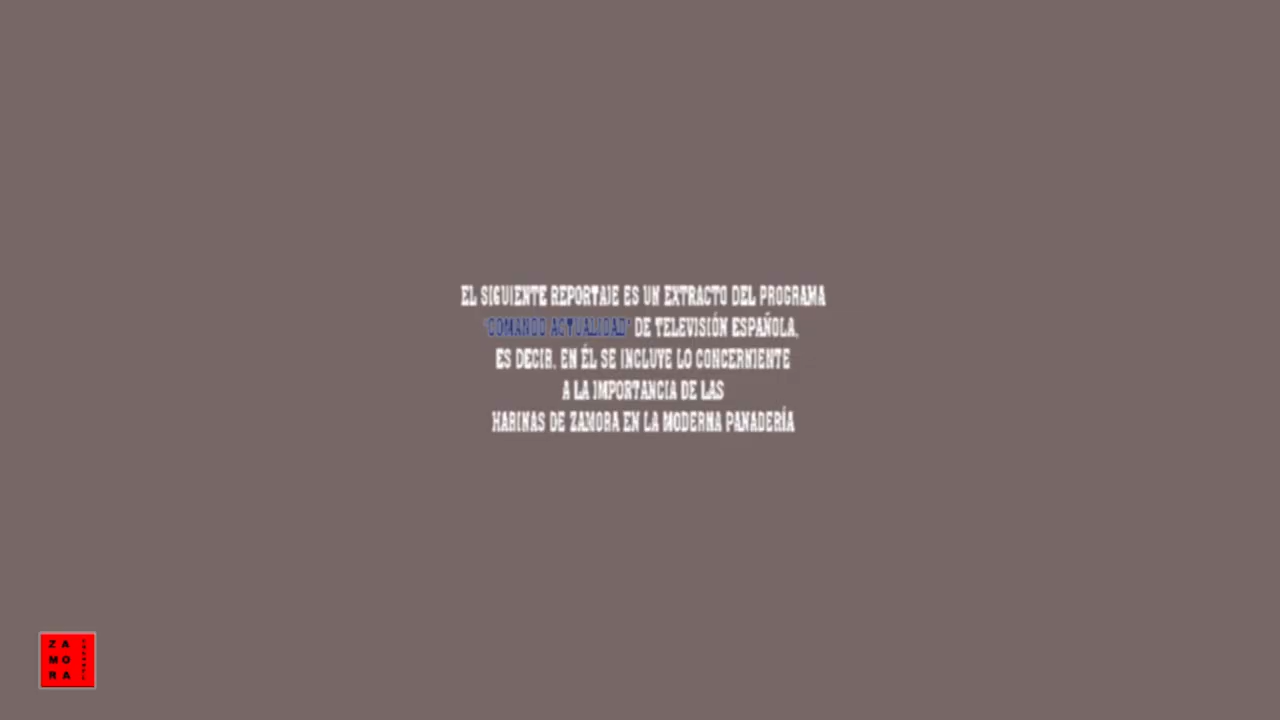 EL SIGUIENTE REPORTAJE ES UN EXTRACTO DEL PROGRAMA
"COMANDO ACTUALIDAD" DE TELEVISIÓN ESPAÑOLA,
ES DECIR, EN ÉL SE INCLUYE LO CONCERNIENTE
A LA IMPORTANCIA DE LAS
HARINAS DE ZAMORA EN LA MODERNA PANADERÍA
ZA
MO
RA